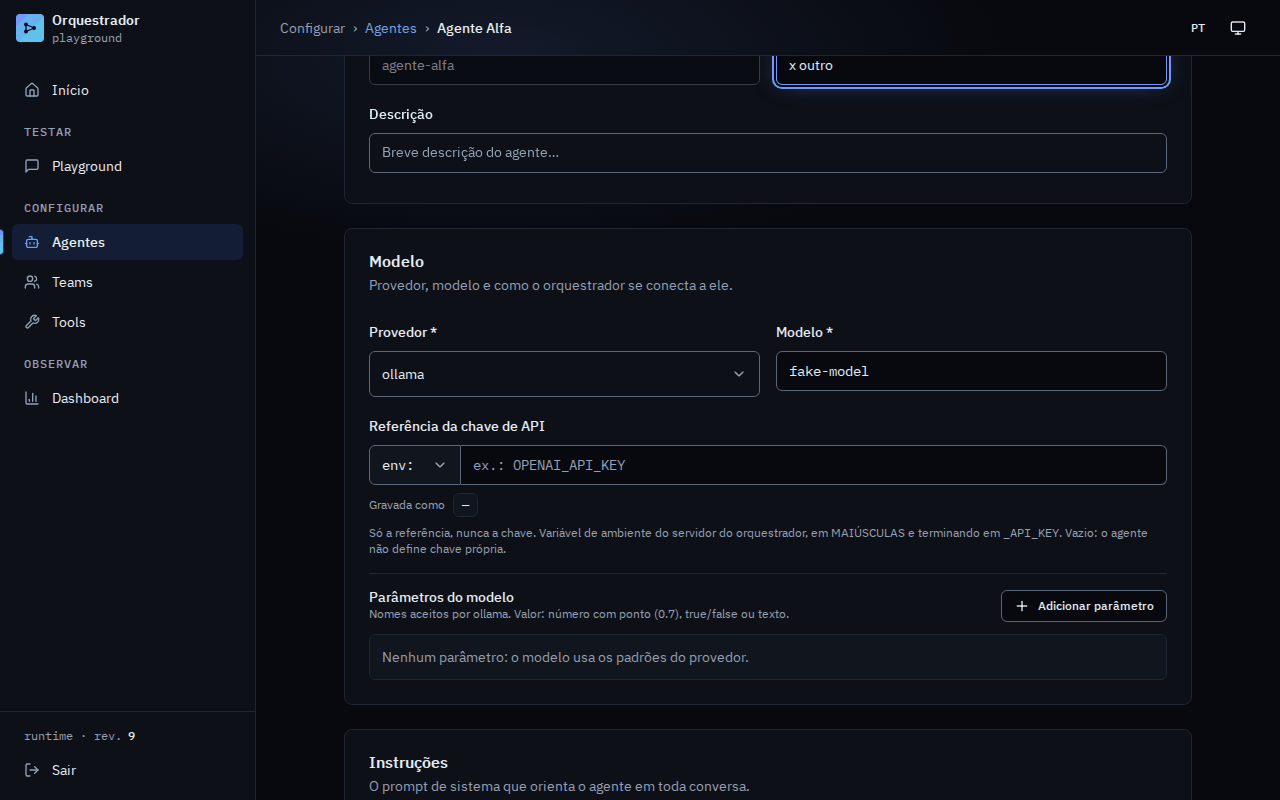 Orquestrador
playground
Início
TESTAR
Playground
CONFIGURAR
Agentes
Teams
Tools
OBSERVAR
Dashboard
runtime · rev. 9
Sair
Configurar › Agentes › Agente Alfa
PT
agente-alfa
x outro
Descrição
Breve descrição do agente…
Modelo
Provedor, modelo e como o orquestrador se conecta a ele.
Provedor *
Modelo *
ollama
fake-model
Referência da chave de API
env:
ex.: OPENAI_API_KEY
Gravada como —
Só a referência, nunca a chave. Variável de ambiente do servidor do orquestrador, em MAIÚSCULAS e terminando em _API_KEY. Vazio: o agente
não define chave própria.
Parâmetros do modelo
Nomes aceitos por ollama. Valor: número com ponto (0.7), true/false ou texto.
Adicionar parâmetro
Nenhum parâmetro: o modelo usa os padrões do provedor.
Instruções
O prompt de sistema que orienta o agente em toda conversa.